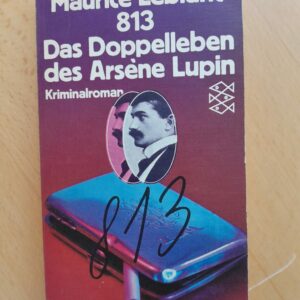 Maurice Leblanc
813
Das Doppelleben
des Arsène Lupin
Kriminalroman
813